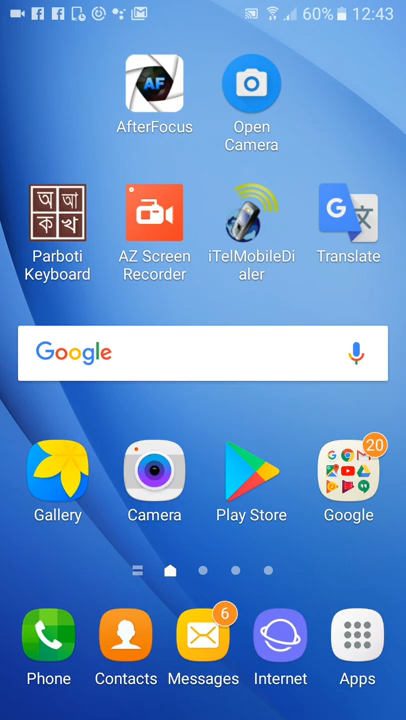 60% 12:43
AF
AfterFocus
Open
Camera
অ আ
ক খ
Parboti
Keyboard
AZ Screen
Recorder
iTelMobileDi
aler
G 文
Translate
Google
20
Gallery
Camera
Play Store
Google
6
Phone
Contacts
Messages
Internet
Apps